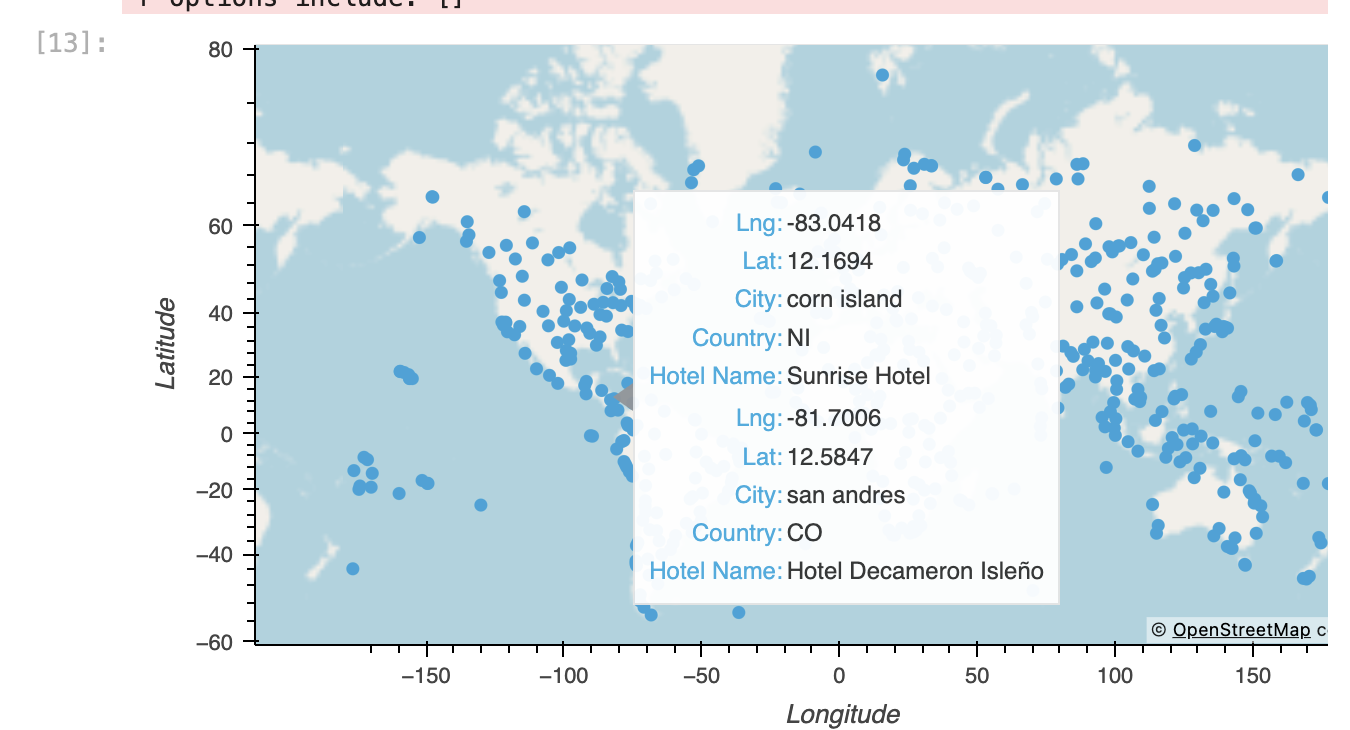 options include: []
[13]:
80
60
40
20
0
−20
−40
−60
Latitude
Lng: -83.0418
Lat: 12.1694
City: corn island
Country: NI
Hotel Name: Sunrise Hotel
Lng: -81.7006
Lat: 12.5847
City: san andres
Country: CO
Hotel Name: Hotel Decameron Isleño
© OpenStreetMap c
−150 −100 −50 0 50 100 150
Longitude